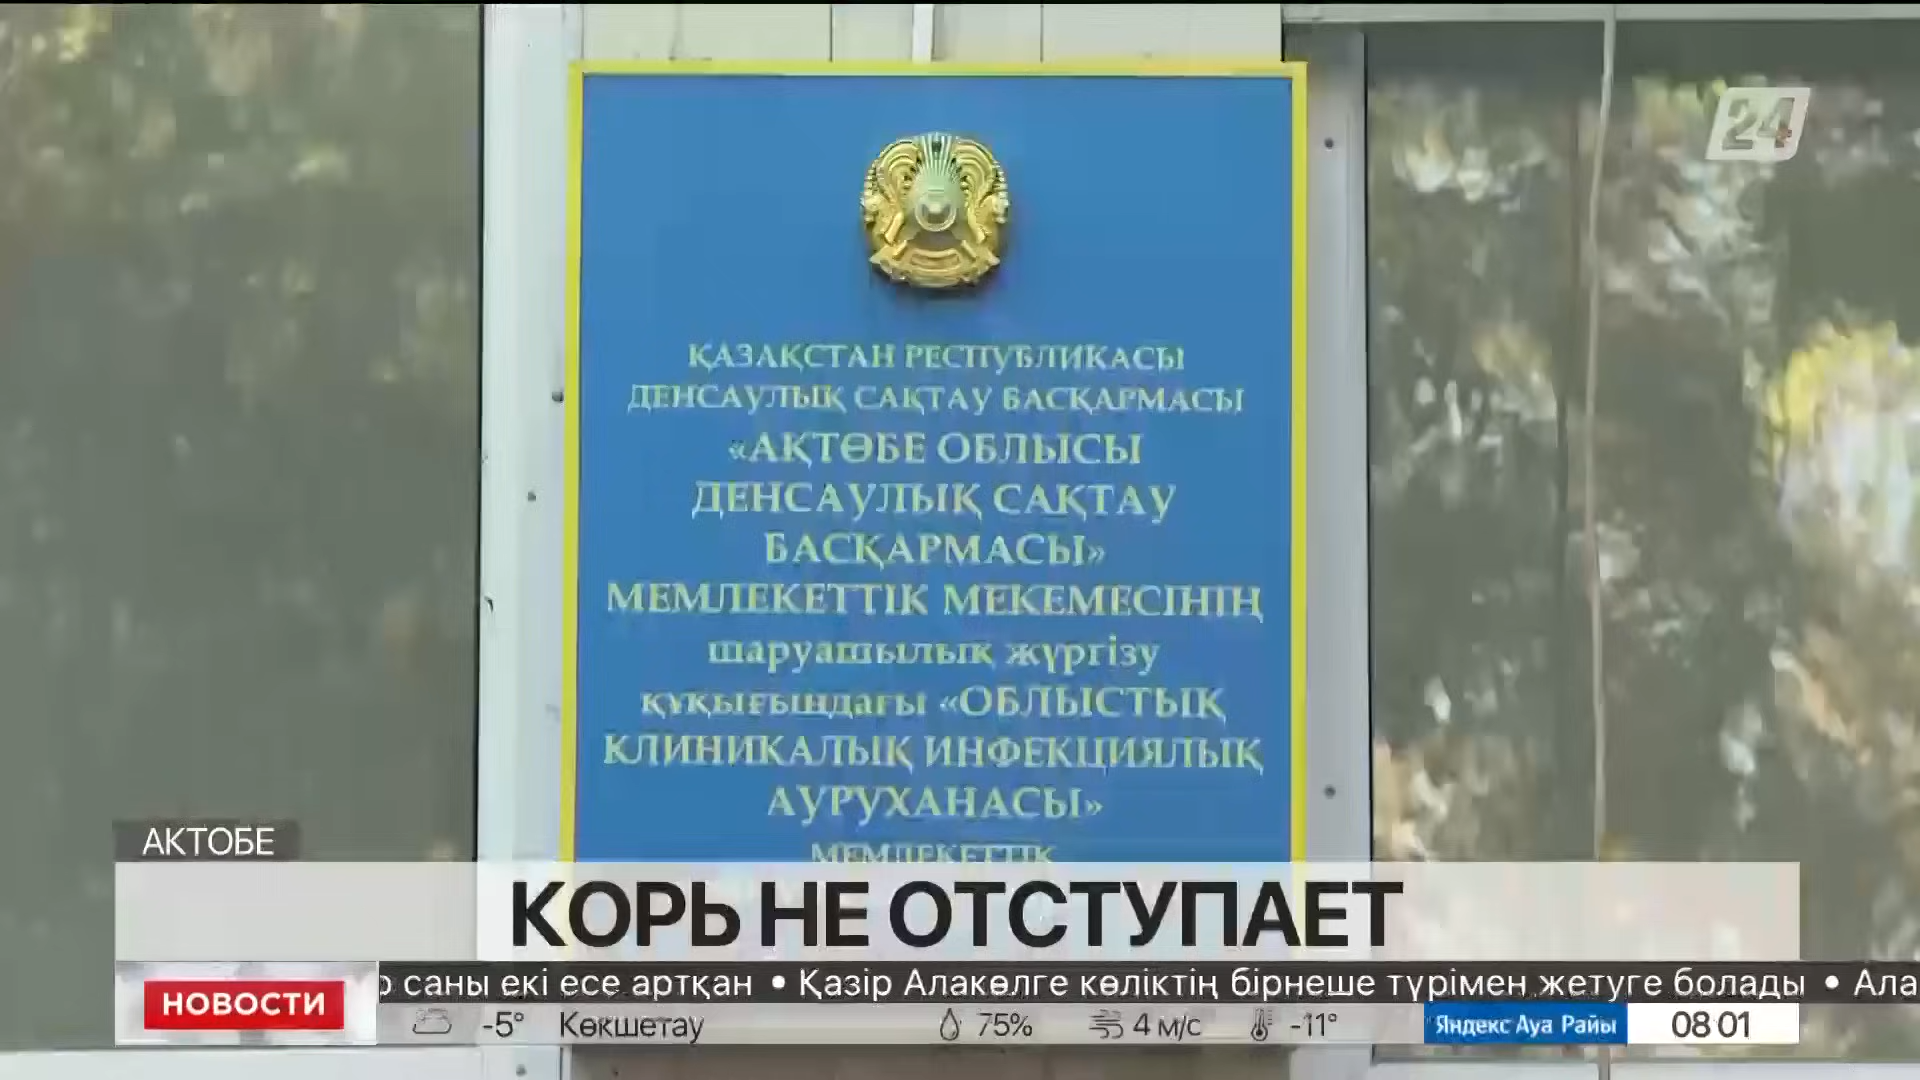 24
ҚАЗАҚСТАН РЕСПУБЛИКАСЫ
ДЕНСАУЛЫҚ САҚТАУ БАСҚАРМАСЫ
«АҚТӨБЕ ОБЛЫСЫ
ДЕНСАУЛЫҚ САҚТАУ
БАСҚАРМАСЫ»
МЕМЛЕКЕТТІК МЕКЕМЕСІНІҢ
шаруашылық жүргізу
құқығындағы «ОБЛЫСТЫҚ
КЛИНИКАЛЫҚ ИНФЕКЦИЯЛЫҚ
АУРУХАНАСЫ»
МЕМЛЕКЕТТІК
АКТОБЕ
КОРЬ НЕ ОТСТУПАЕТ
НОВОСТИ
р саны екі есе артқан • Қазір Алакөлге көліктің бірнеше түрімен жетуге болады • Ала
-5° Көкшетау 75% 4 м/с -11° Яндекс Ауа Райы 08:01